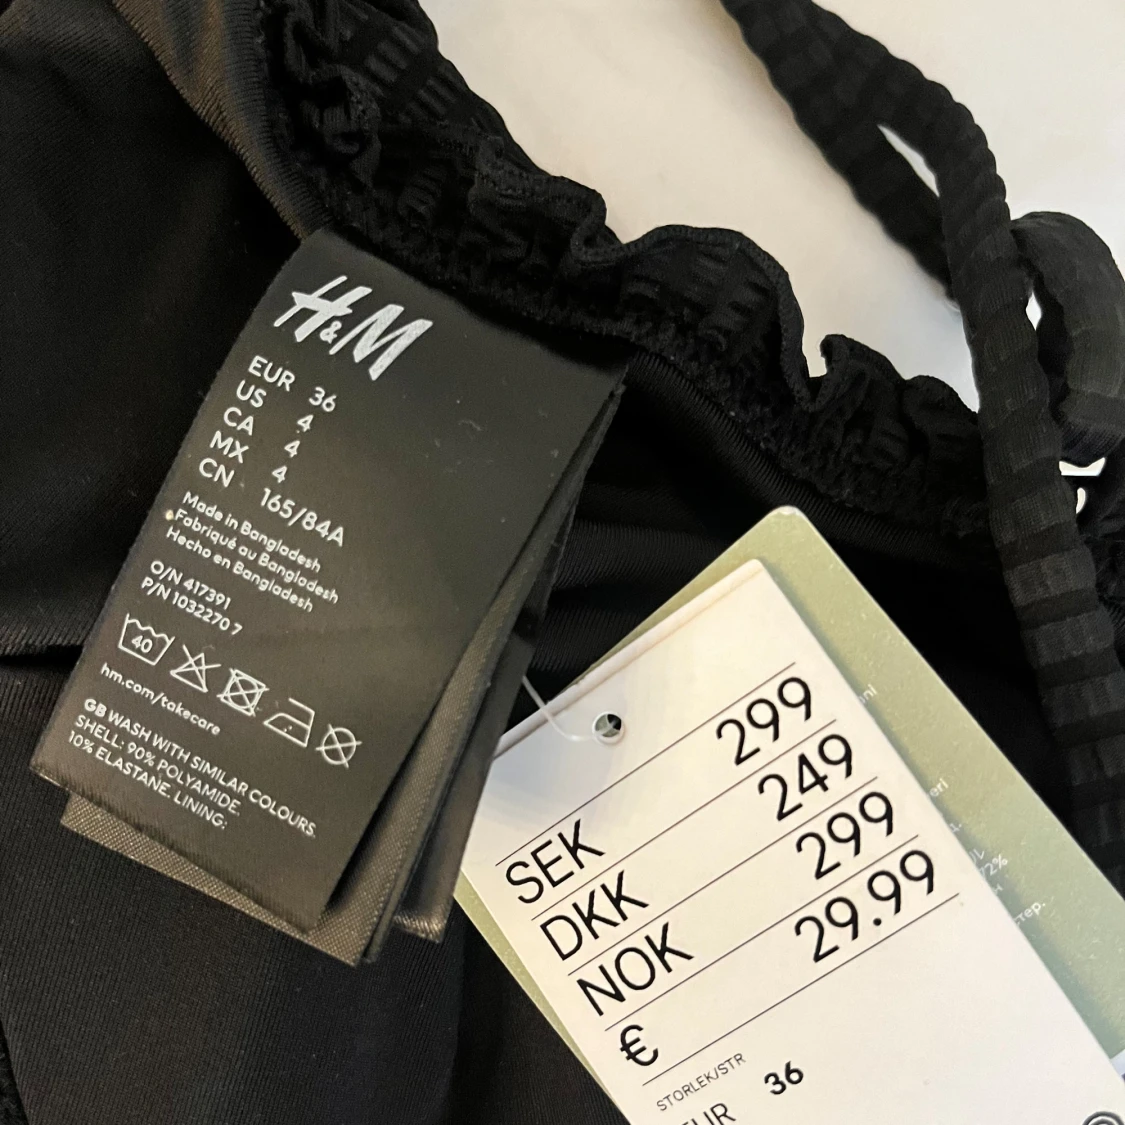 H&M
EUR 36
US 4
CA 4
MX 4
CN 165/84A
Made in Bangladesh
Fabriqué au Bangladesh
Hecho en Bangladesh
O/N 417391
P/N 1032270 7
40
hm.com/takecare
GB WASH WITH SIMILAR COLOURS.
SHELL: 90% POLYAMIDE,
10% ELASTANE. LINING:
SEK 299
DKK 249
NOK 299
€ 29.99
STORLEK/STR
EUR 36
72%